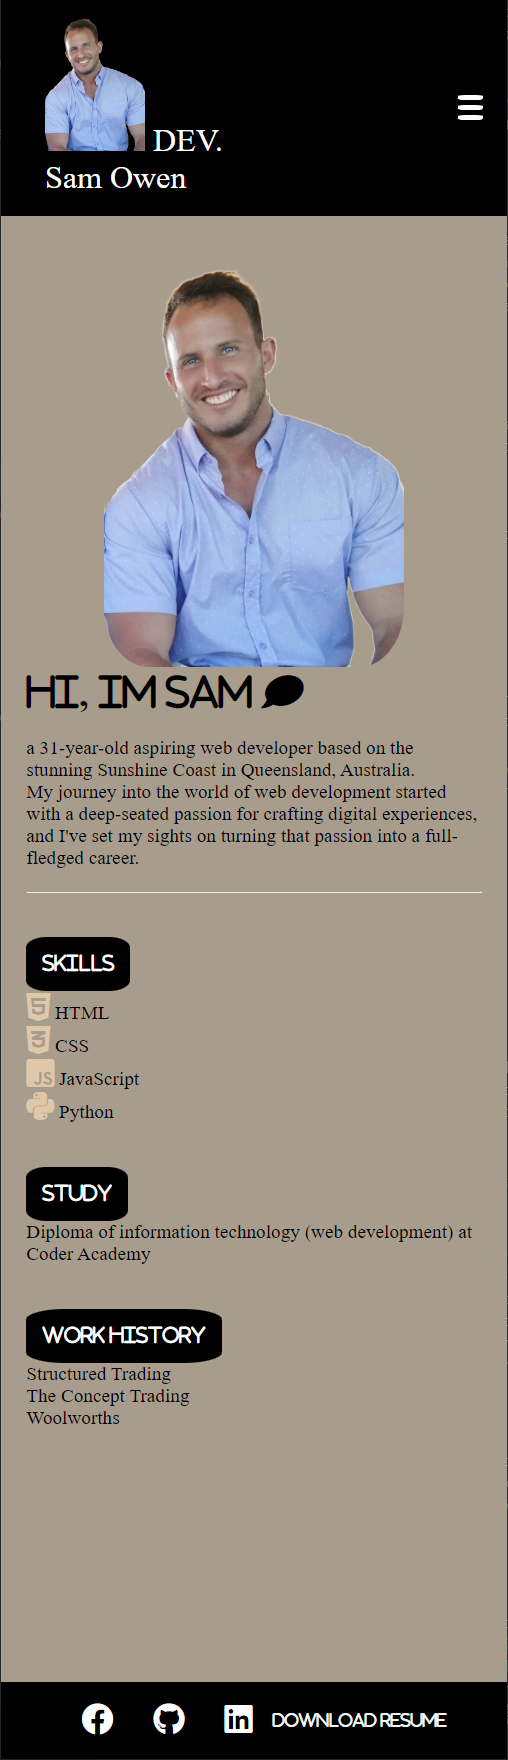 DEV.
Sam Owen
HI, IM SAM
a 31-year-old aspiring web developer based on the
stunning Sunshine Coast in Queensland, Australia.
My journey into the world of web development started
with a deep-seated passion for crafting digital experiences,
and I've set my sights on turning that passion into a full-
fledged career.
SKILLS
5 HTML
3 CSS
JS JavaScript
Python
STUDY
Diploma of information technology (web development) at
Coder Academy
WORK HISTORY
Structured Trading
The Concept Trading
Woolworths
in DOWNLOAD RESUME